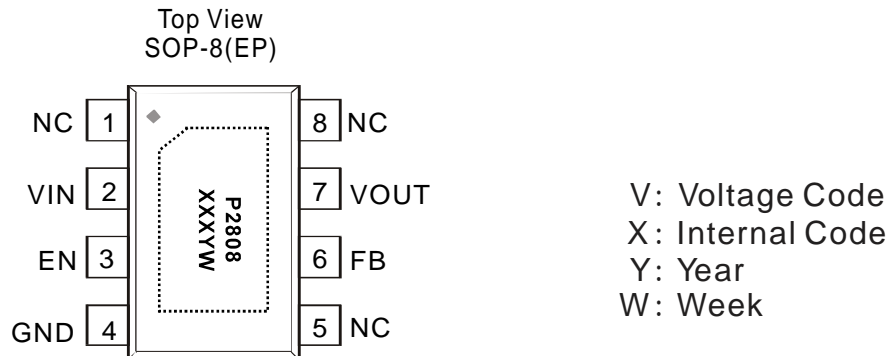 Top View
SOP-8(EP)
NC 1
8 NC
VIN 2
7 VOUT
EN 3
6 FB
GND 4
5 NC
P2808
XXXYW
V: Voltage Code
X: Internal Code
Y: Year
W: Week